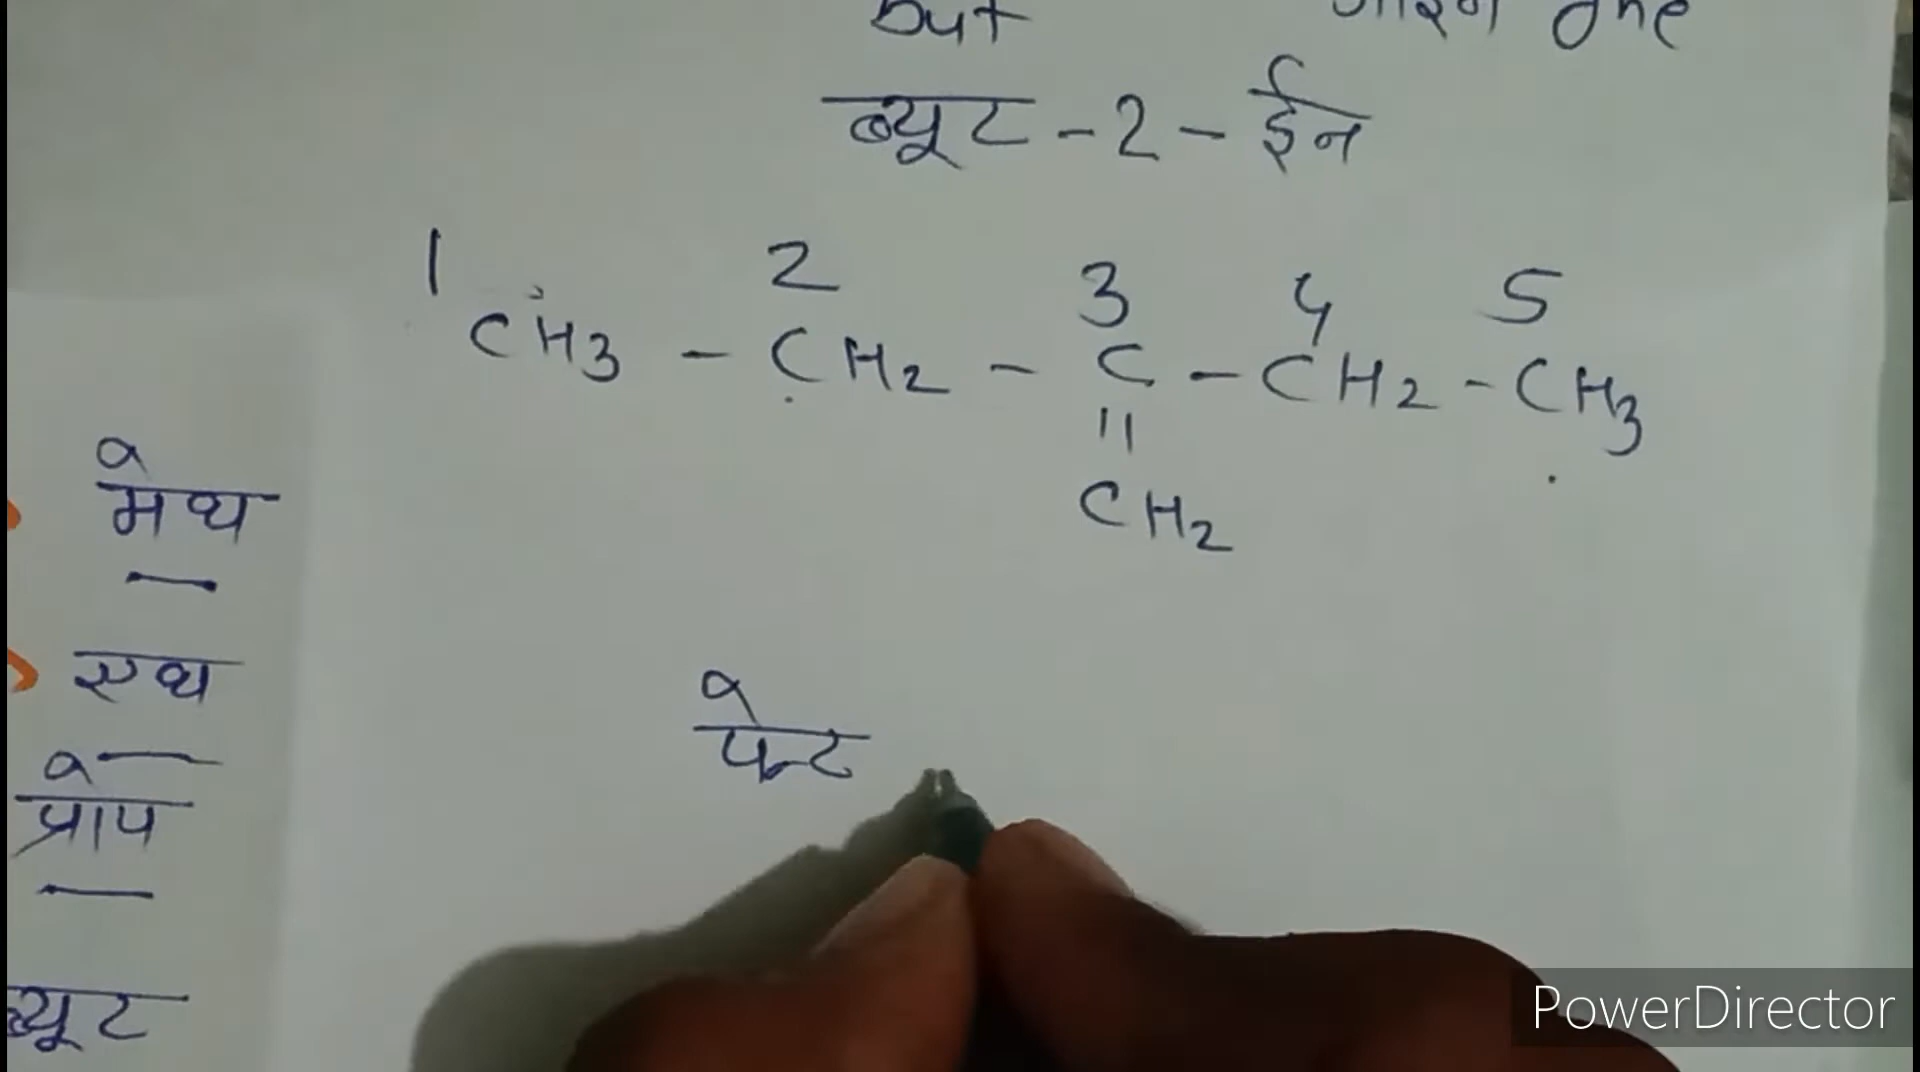 but
ब्यूट - 2 - ईन
1 2 3 4 5
CH3 - CH2 - C - CH2 - CH3
||
CH2
मेथ
एथ
प्रोप
ब्यूट
पेन्ट
PowerDirector